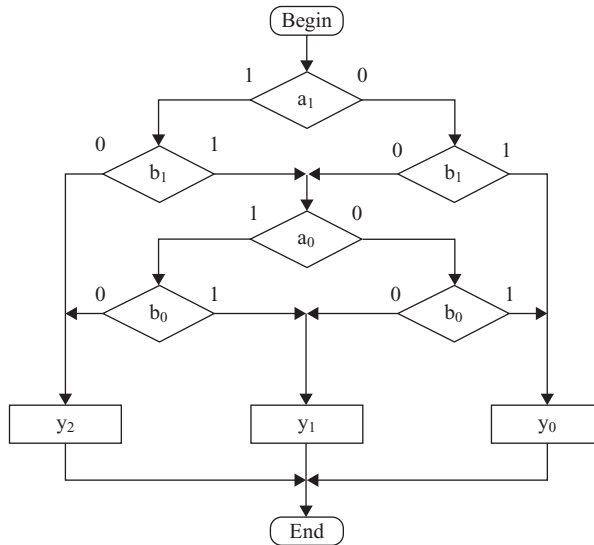 Begin
1 0
a₁
0 1 0 1
b₁ b₁
1 0
a₀
0 1 0 1
b₀ b₀
y₂ y₁ y₀
End